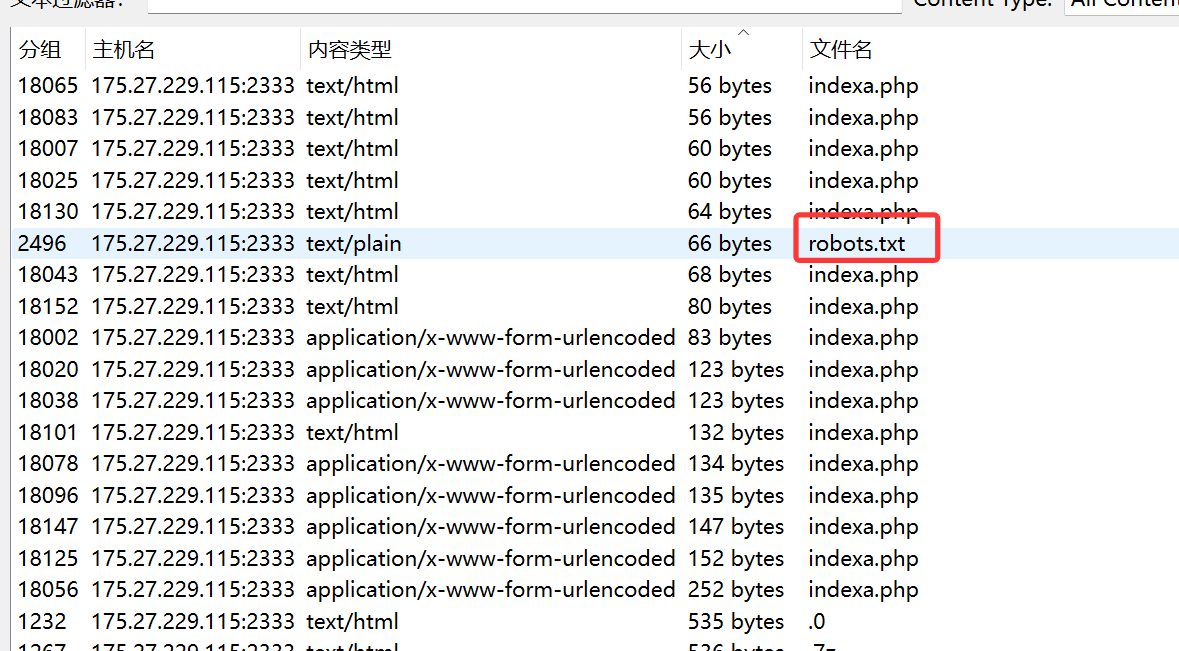 文本过滤器: Content Type: All Content
分组 主机名 内容类型 大小 文件名
18065 175.27.229.115:2333 text/html 56 bytes indexa.php
18083 175.27.229.115:2333 text/html 56 bytes indexa.php
18007 175.27.229.115:2333 text/html 60 bytes indexa.php
18025 175.27.229.115:2333 text/html 60 bytes indexa.php
18130 175.27.229.115:2333 text/html 64 bytes indexa.php
2496 175.27.229.115:2333 text/plain 66 bytes robots.txt
18043 175.27.229.115:2333 text/html 68 bytes indexa.php
18152 175.27.229.115:2333 text/html 80 bytes indexa.php
18002 175.27.229.115:2333 application/x-www-form-urlencoded 83 bytes indexa.php
18020 175.27.229.115:2333 application/x-www-form-urlencoded 123 bytes indexa.php
18038 175.27.229.115:2333 application/x-www-form-urlencoded 123 bytes indexa.php
18101 175.27.229.115:2333 text/html 132 bytes indexa.php
18078 175.27.229.115:2333 application/x-www-form-urlencoded 134 bytes indexa.php
18096 175.27.229.115:2333 application/x-www-form-urlencoded 135 bytes indexa.php
18147 175.27.229.115:2333 application/x-www-form-urlencoded 147 bytes indexa.php
18125 175.27.229.115:2333 application/x-www-form-urlencoded 152 bytes indexa.php
18056 175.27.229.115:2333 application/x-www-form-urlencoded 252 bytes indexa.php
1232 175.27.229.115:2333 text/html 535 bytes .0
1267 175.27.229.115:2333 text/html 536 bytes .7z